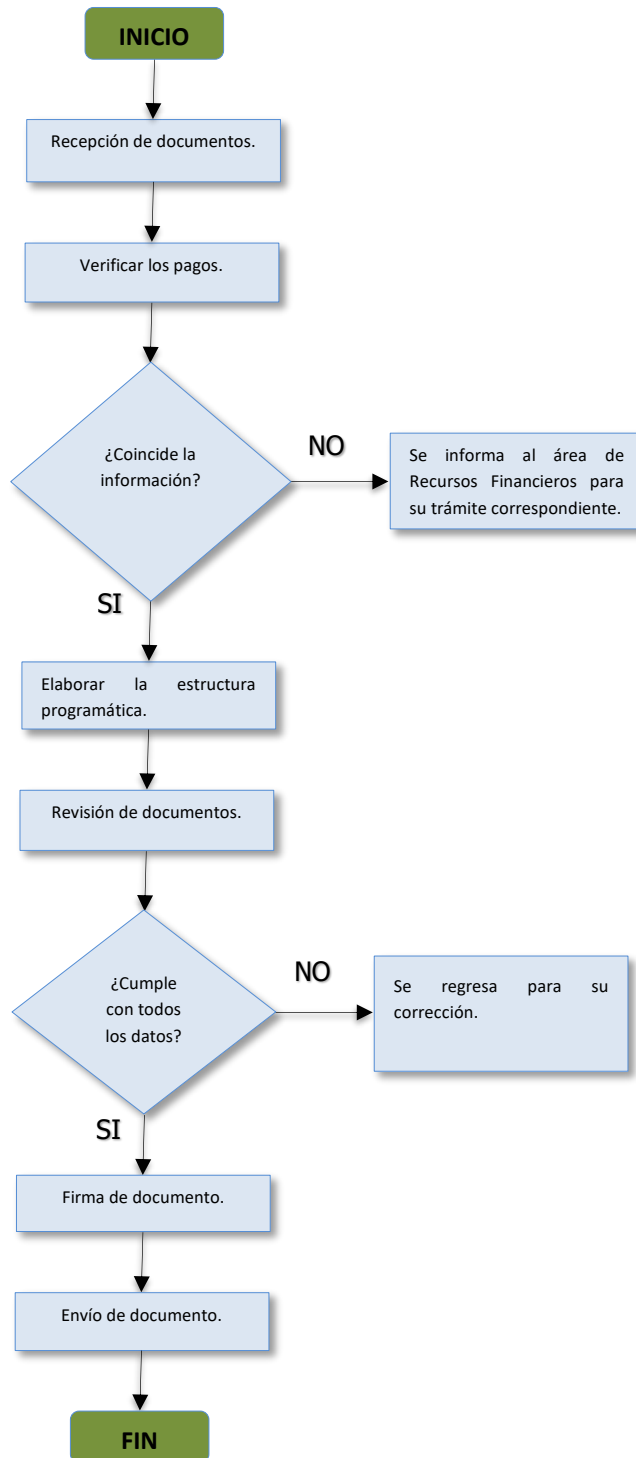 INICIO
Recepción de documentos.
Verificar los pagos.
¿Coincide la
información?
NO
Se informa al área de
Recursos Financieros para
su trámite correspondiente.
SI
Elaborar la estructura
programática.
Revisión de documentos.
¿Cumple
con todos
los datos?
NO
Se regresa para su
corrección.
SI
Firma de documento.
Envío de documento.
FIN